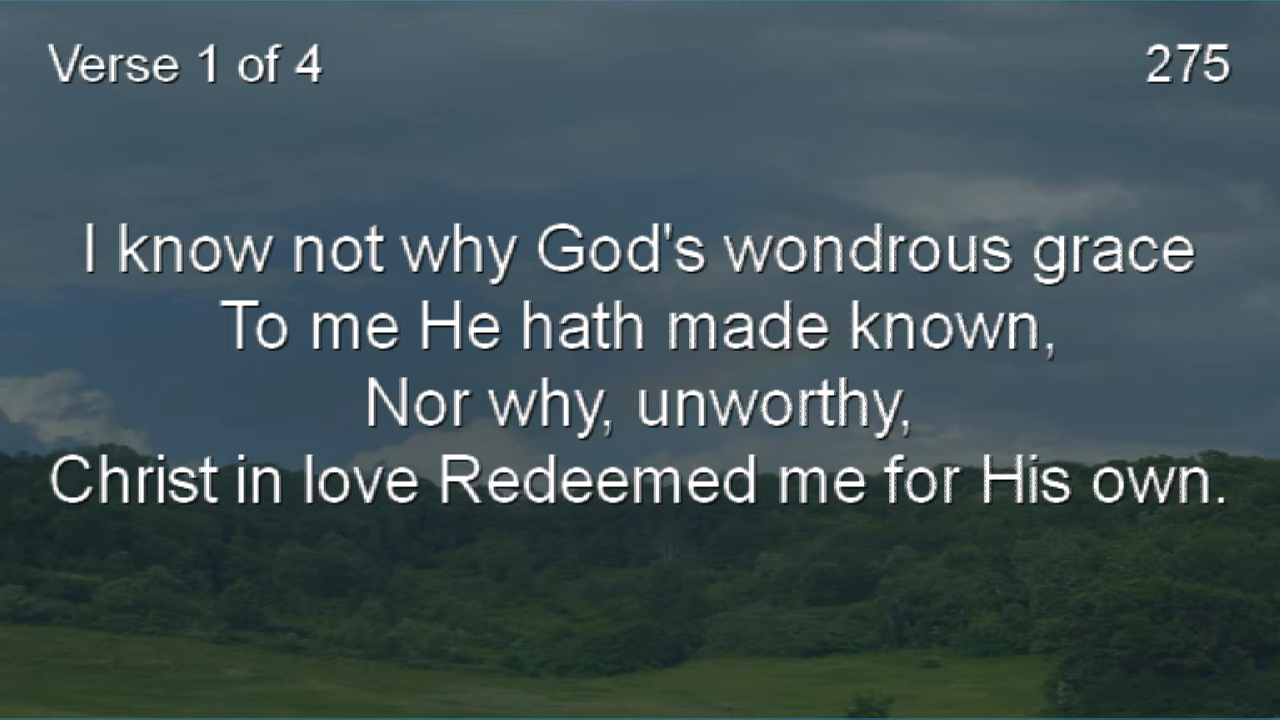 Verse 1 of 4
275
I know not why God's wondrous grace
To me He hath made known,
Nor why, unworthy,
Christ in love Redeemed me for His own.